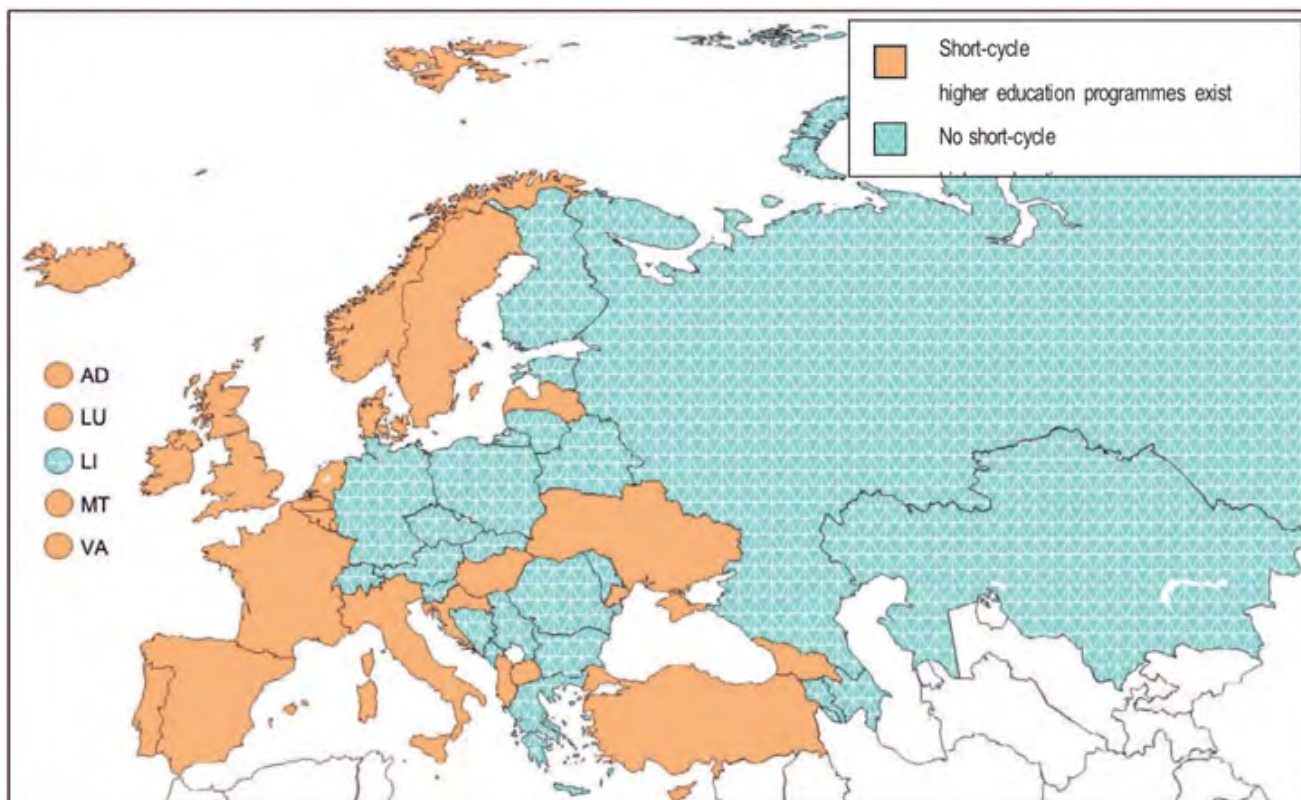 Short-cycle
higher education programmes exist
No short-cycle
AD
LU
LI
MT
VA